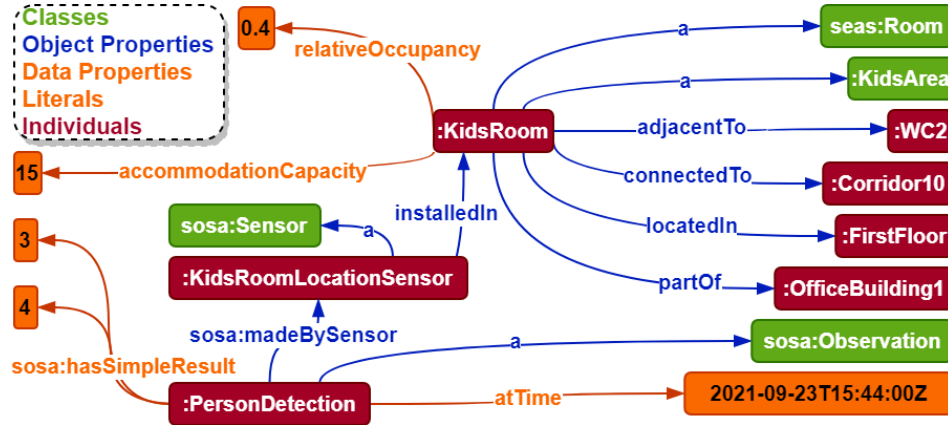 Classes
Object Properties
Data Properties
Literals
Individuals
0.4
relativeOccupancy
a
seas:Room
a
:KidsArea
:KidsRoom
adjacentTo
:WC2
15
accommodationCapacity
connectedTo
:Corridor10
installedIn
sosa:Sensor
a
locatedIn
:FirstFloor
3
:KidsRoomLocationSensor
partOf
:OfficeBuilding1
4
sosa:madeBySensor
a
sosa:Observation
sosa:hasSimpleResult
:PersonDetection
atTime
2021-09-23T15:44:00Z